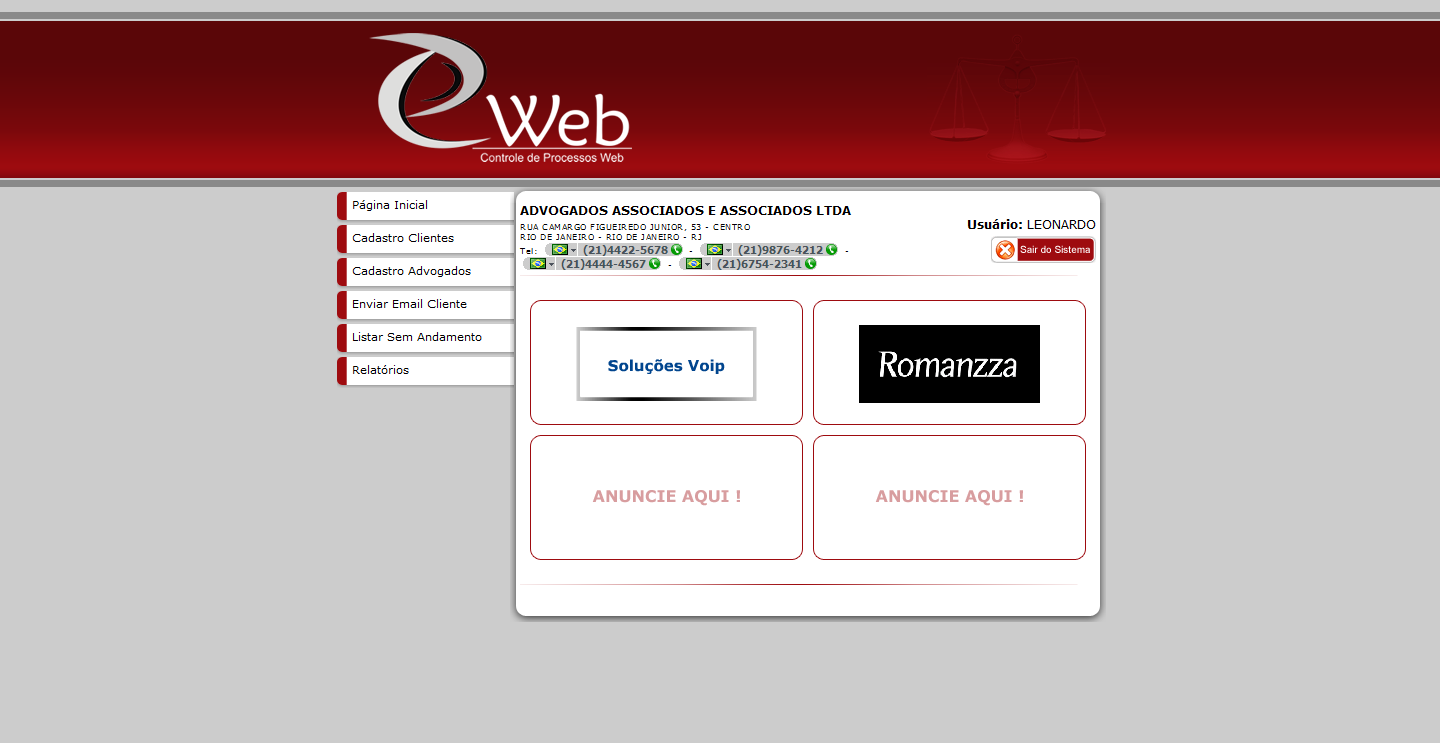 Web
Controle de Processos Web
Página Inicial
Cadastro Clientes
Cadastro Advogados
Enviar Email Cliente
Listar Sem Andamento
Relatórios
ADVOGADOS ASSOCIADOS E ASSOCIADOS LTDA
RUA CAMARGO FIGUEIREDO JUNIOR, 53 - CENTRO
RIO DE JANEIRO - RIO DE JANEIRO - RJ
Tel: (21)4422-5678 - (21)9876-4212 -
(21)4444-4567 - (21)6754-2341
Usuário: LEONARDO
Sair do Sistema
Soluções Voip
Romanzza
ANUNCIE AQUI !
ANUNCIE AQUI !